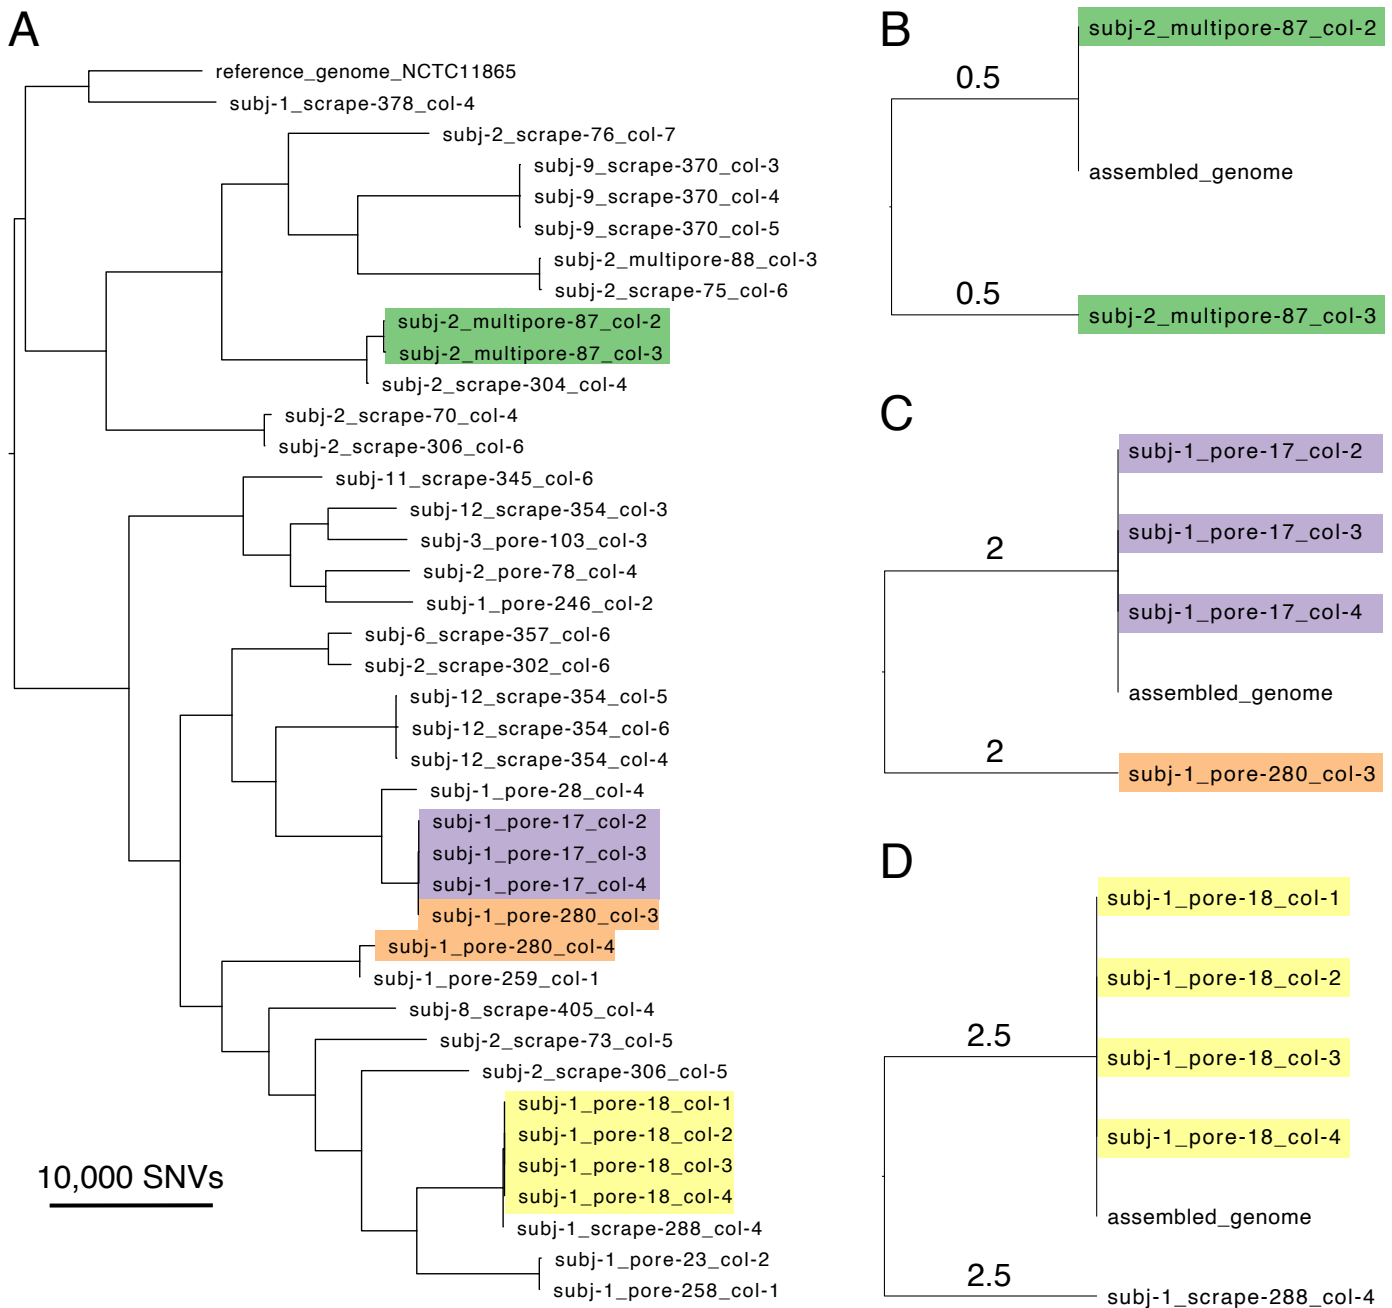 A
reference_genome_NCTC11865
subj-1_scrape-378_col-4
subj-2_scrape-76_col-7
subj-9_scrape-370_col-3
subj-9_scrape-370_col-4
subj-9_scrape-370_col-5
subj-2_multipore-88_col-3
subj-2_scrape-75_col-6
subj-2_multipore-87_col-2
subj-2_multipore-87_col-3
subj-2_scrape-304_col-4
subj-2_scrape-70_col-4
subj-2_scrape-306_col-6
subj-11_scrape-345_col-6
subj-12_scrape-354_col-3
subj-3_pore-103_col-3
subj-2_pore-78_col-4
subj-1_pore-246_col-2
subj-6_scrape-357_col-6
subj-2_scrape-302_col-6
subj-12_scrape-354_col-5
subj-12_scrape-354_col-6
subj-12_scrape-354_col-4
subj-1_pore-28_col-4
subj-1_pore-17_col-2
subj-1_pore-17_col-3
subj-1_pore-17_col-4
subj-1_pore-280_col-3
subj-1_pore-280_col-4
subj-1_pore-259_col-1
subj-8_scrape-405_col-4
subj-2_scrape-73_col-5
subj-2_scrape-306_col-5
subj-1_pore-18_col-1
subj-1_pore-18_col-2
subj-1_pore-18_col-3
subj-1_pore-18_col-4
subj-1_scrape-288_col-4
subj-1_pore-23_col-2
subj-1_pore-258_col-1
10,000 SNVs
B
subj-2_multipore-87_col-2
0.5
assembled_genome
0.5
subj-2_multipore-87_col-3
C
subj-1_pore-17_col-2
subj-1_pore-17_col-3
2
subj-1_pore-17_col-4
assembled_genome
2
subj-1_pore-280_col-3
D
subj-1_pore-18_col-1
subj-1_pore-18_col-2
2.5
subj-1_pore-18_col-3
subj-1_pore-18_col-4
assembled_genome
2.5
subj-1_scrape-288_col-4